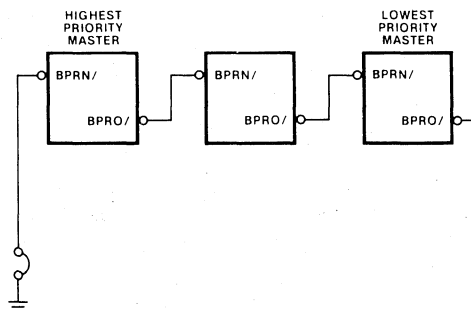 HIGHEST
PRIORITY
MASTER
LOWEST
PRIORITY
MASTER
BPRN/
BPRO/
BPRN/
BPRO/
BPRN/
BPRO/